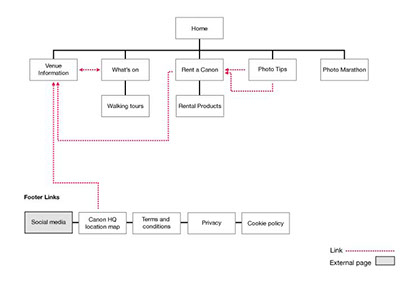 Home
Venue
Information
What's on
Rent a Canon
Photo Tips
Photo Marathon
Walking tours
Rental Products
Footer Links
Social media
Canon HQ
location map
Terms and
conditions
Privacy
Cookie policy
Link
External page